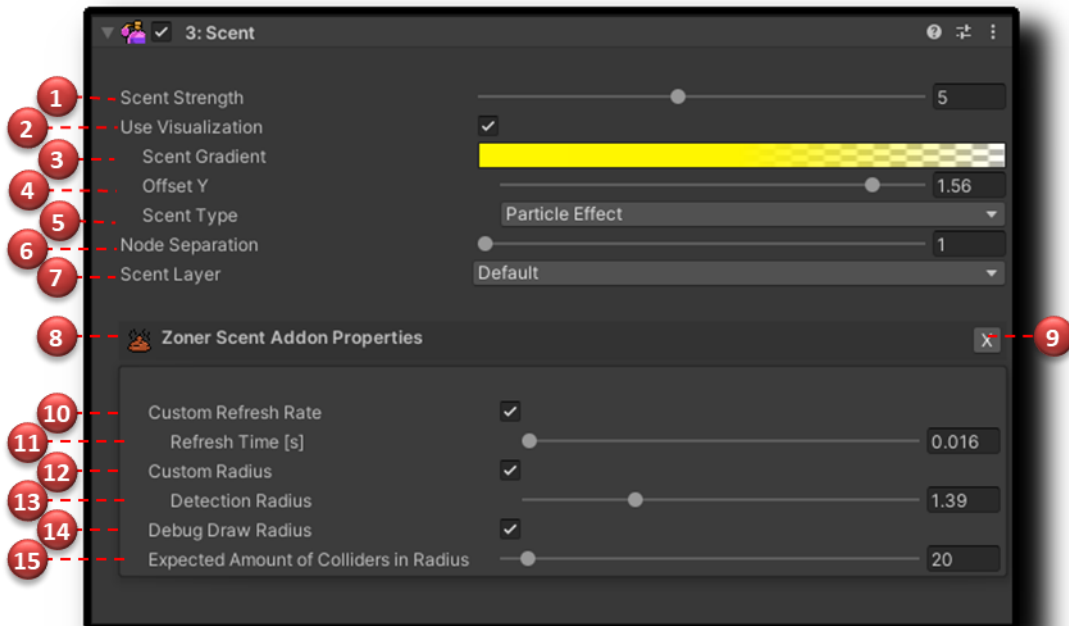 3: Scent
1 Scent Strength 5
2 Use Visualization
3 Scent Gradient
4 Offset Y 1.56
5 Scent Type Particle Effect
6 Node Separation 1
7 Scent Layer Default
8 Zoner Scent Addon Properties X 9
10 Custom Refresh Rate
11 Refresh Time [s] 0.016
12 Custom Radius
13 Detection Radius 1.39
14 Debug Draw Radius
15 Expected Amount of Colliders in Radius 20